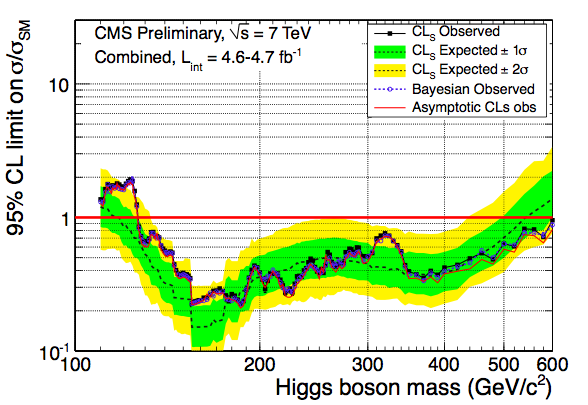 CMS Preliminary, √s = 7 TeV
Combined, L_int = 4.6-4.7 fb⁻¹
CL_S Observed
CL_S Expected ± 1σ
CL_S Expected ± 2σ
Bayesian Observed
Asymptotic CLs obs
95% CL limit on σ/σ_SM
10
1
10⁻¹
100 200 300 400 500 600
Higgs boson mass (GeV/c²)